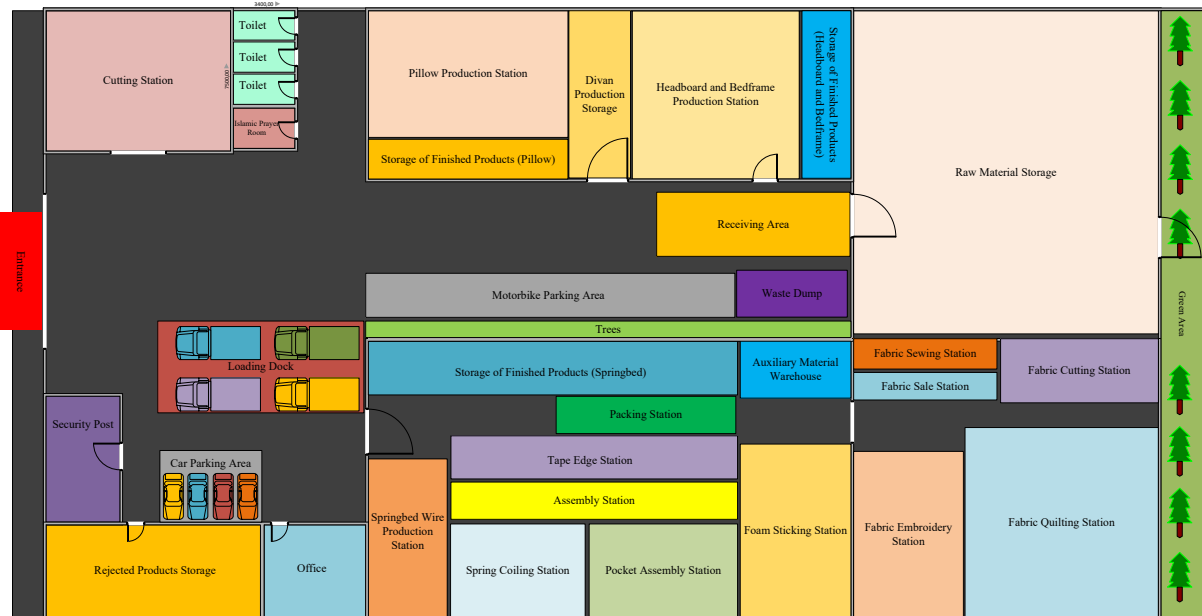 3400,00
Cutting Station
7500,00
Toilet
Toilet
Toilet
Islamic Prayer
Room
Pillow Production Station
Storage of Finished Products (Pillow)
Divan
Production
Storage
Headboard and Bedframe
Production Station
Storage of Finished Products
(Headboard and Bedframe)
Raw Material Storage
Receiving Area
Entrance
Motorbike Parking Area
Waste Dump
Trees
Green Area
Loading Dock
Storage of Finished Products (Springbed)
Auxiliary Material
Warehouse
Fabric Sewing Station
Fabric Sale Station
Fabric Cutting Station
Packing Station
Security Post
Car Parking Area
Tape Edge Station
Assembly Station
Springbed Wire
Production
Station
Foam Sticking Station
Fabric Embroidery
Station
Fabric Quilting Station
Rejected Products Storage
Office
Spring Coiling Station
Pocket Assembly Station